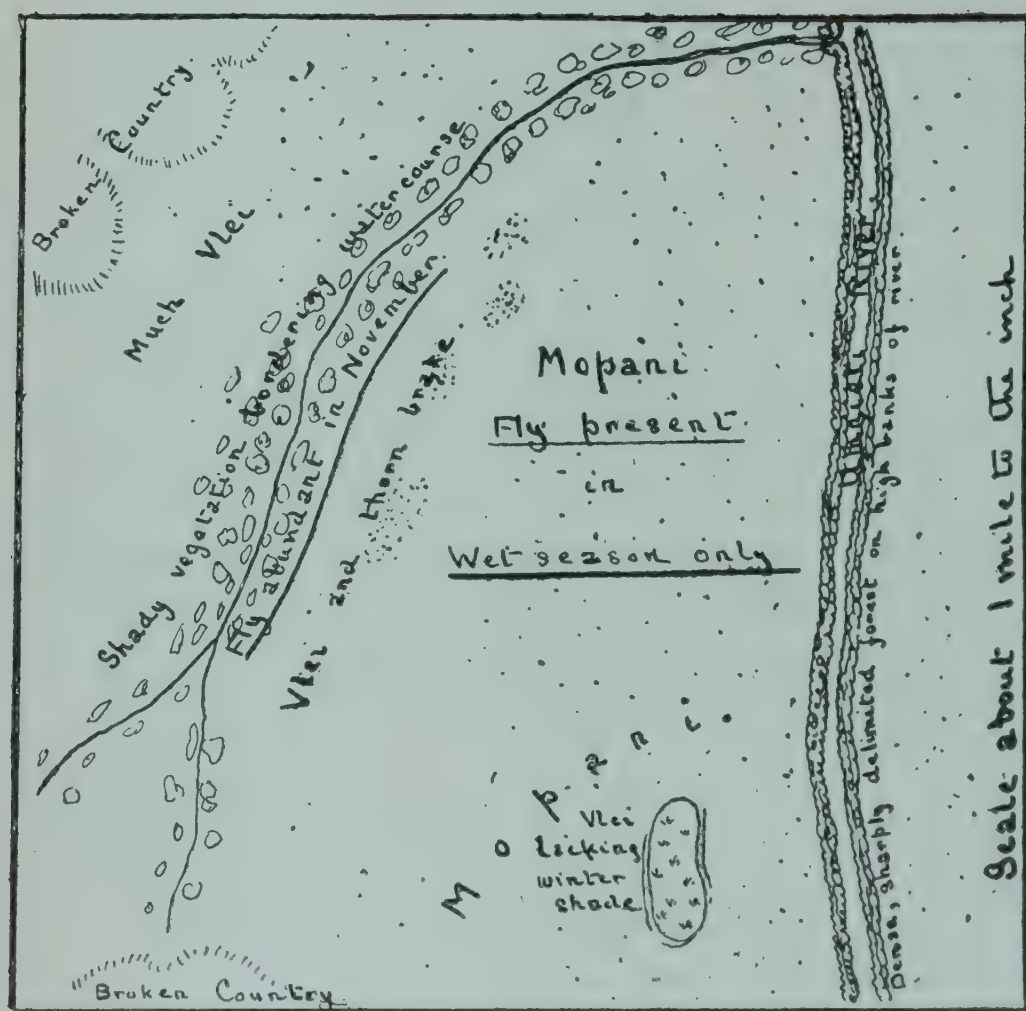 Broken Country
Much Vlei
Shady vegetation bordering watercourse
Fly abundant in November.
Vlei and thorn brake
Mopani
Fly present
in
Wet season only
Umniati River
Dense, sharply delimited forest on high banks of river
Scale about 1 mile to the inch
Mopani
Vlei
lacking
winter
shade
Broken Country